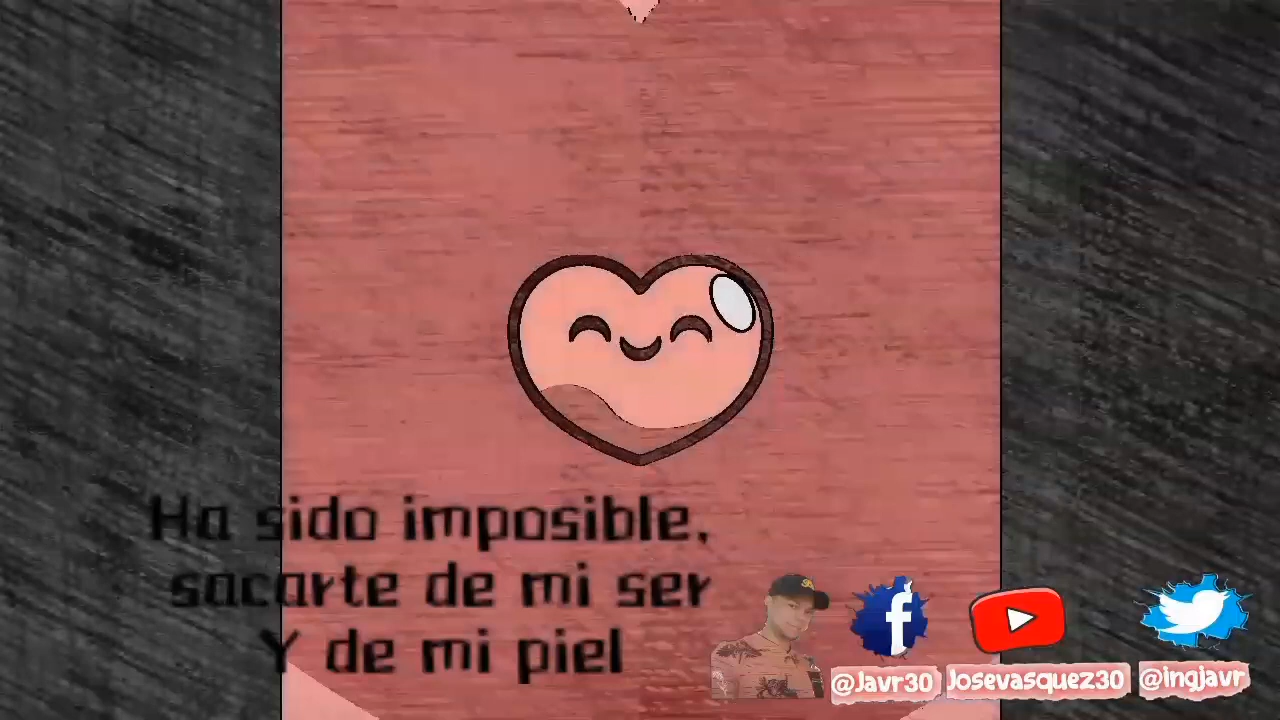 Ha sido imposible,
sacarte de mi ser
Y de mi piel
@Javr30
Josevasquez30
@ingjavr